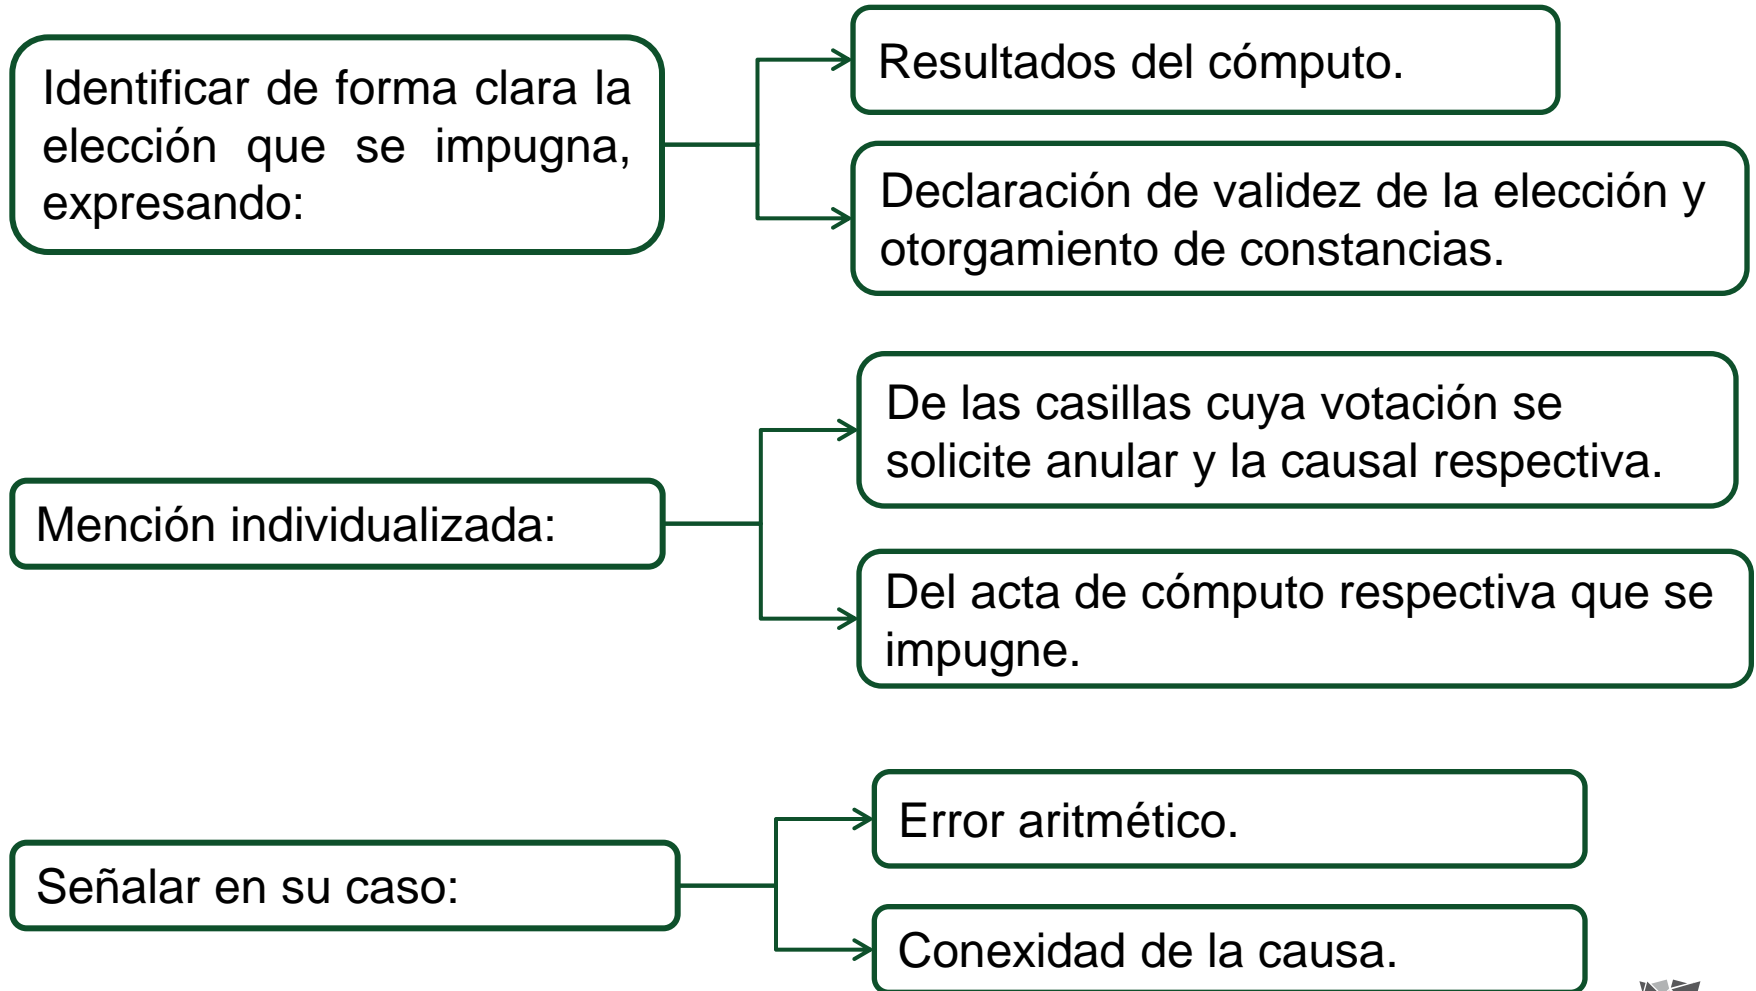 Identificar de forma clara la
elección que se impugna,
expresando:
Resultados del cómputo.
Declaración de validez de la elección y
otorgamiento de constancias.
Mención individualizada:
De las casillas cuya votación se
solicite anular y la causal respectiva.
Del acta de cómputo respectiva que se
impugne.
Señalar en su caso:
Error aritmético.
Conexidad de la causa.